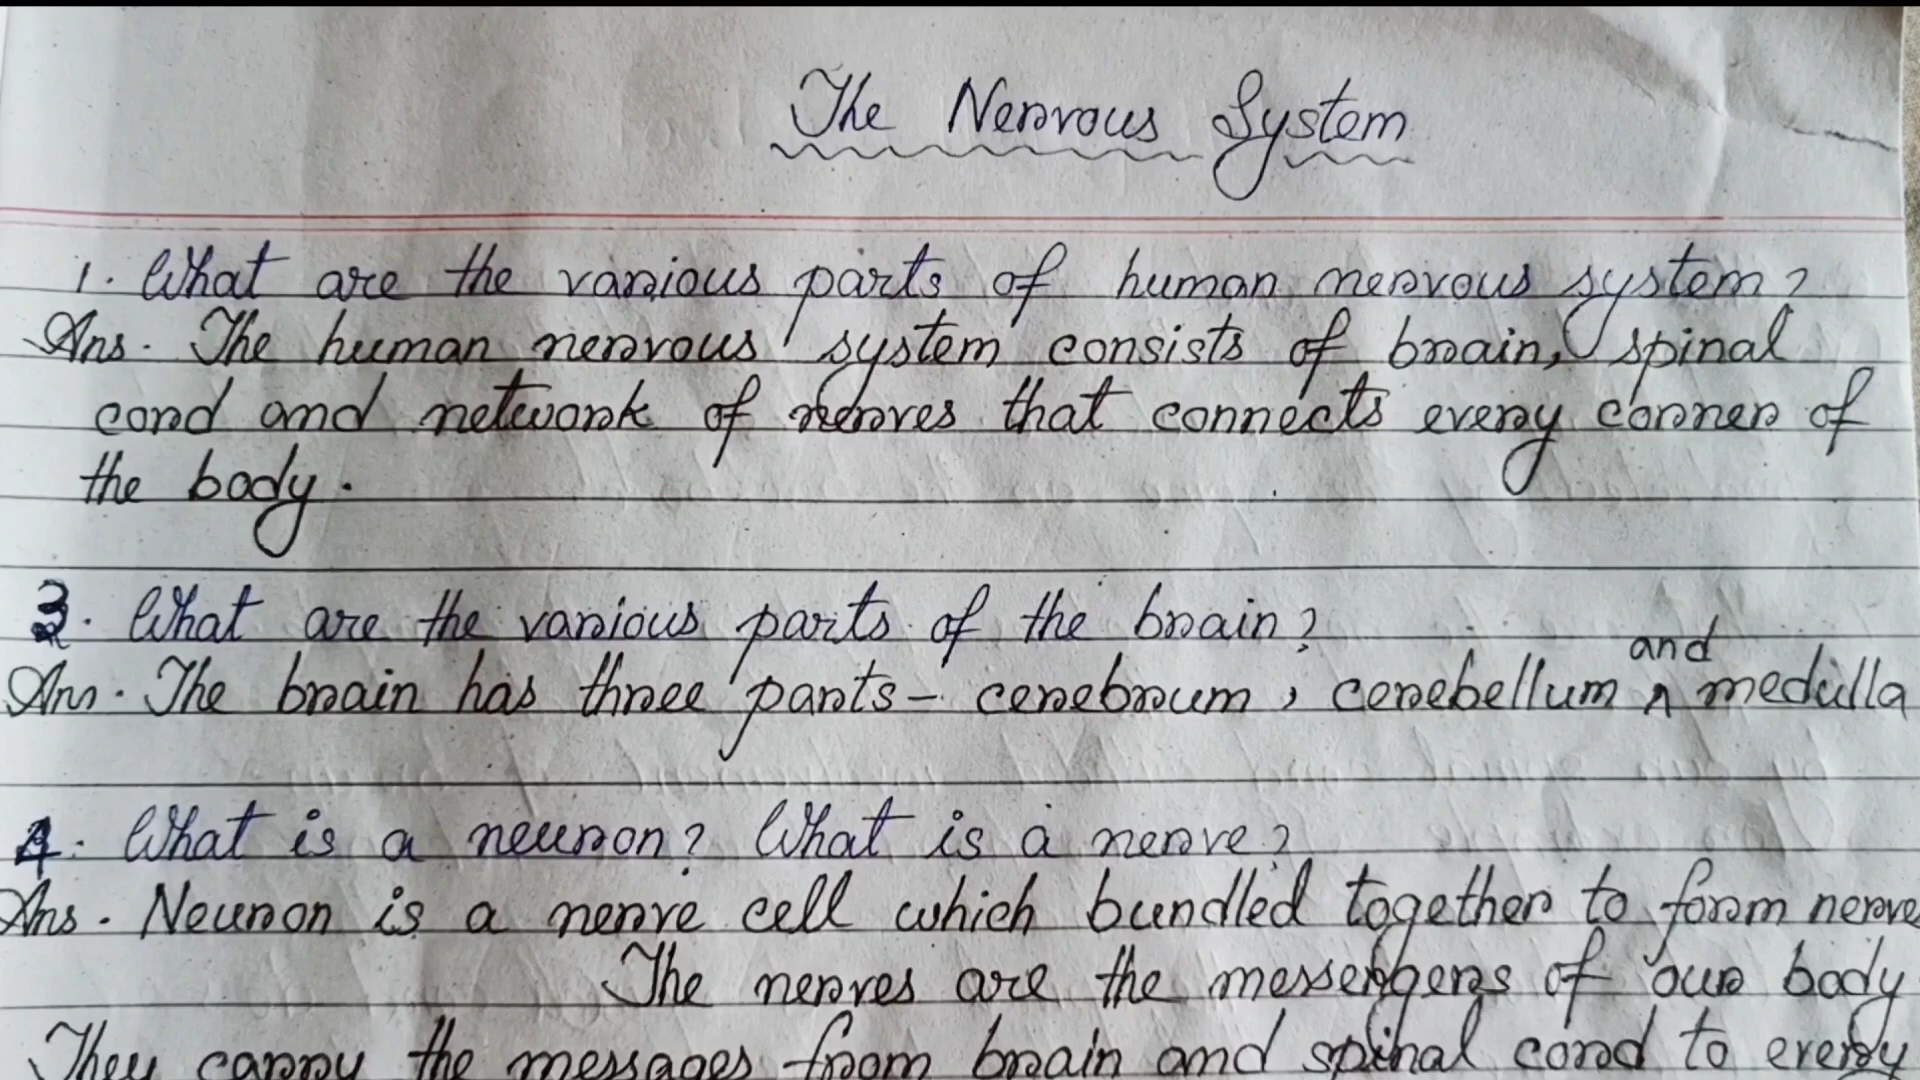 The Nervous System
1. What are the various parts of human nervous system?
Ans. The human nervous system consists of brain, spinal
cord and network of nerves that connects every corner of
the body.
3. What are the various parts of the brain?
and
Ans. The brain has three parts - cerebrum, cerebellum ^ medulla
4. What is a neuron? What is a nerve?
Ans. Neuron is a nerve cell which bundled together to form nerve
The nerves are the messengers of our body
They carry the messages from brain and spinal cord to every